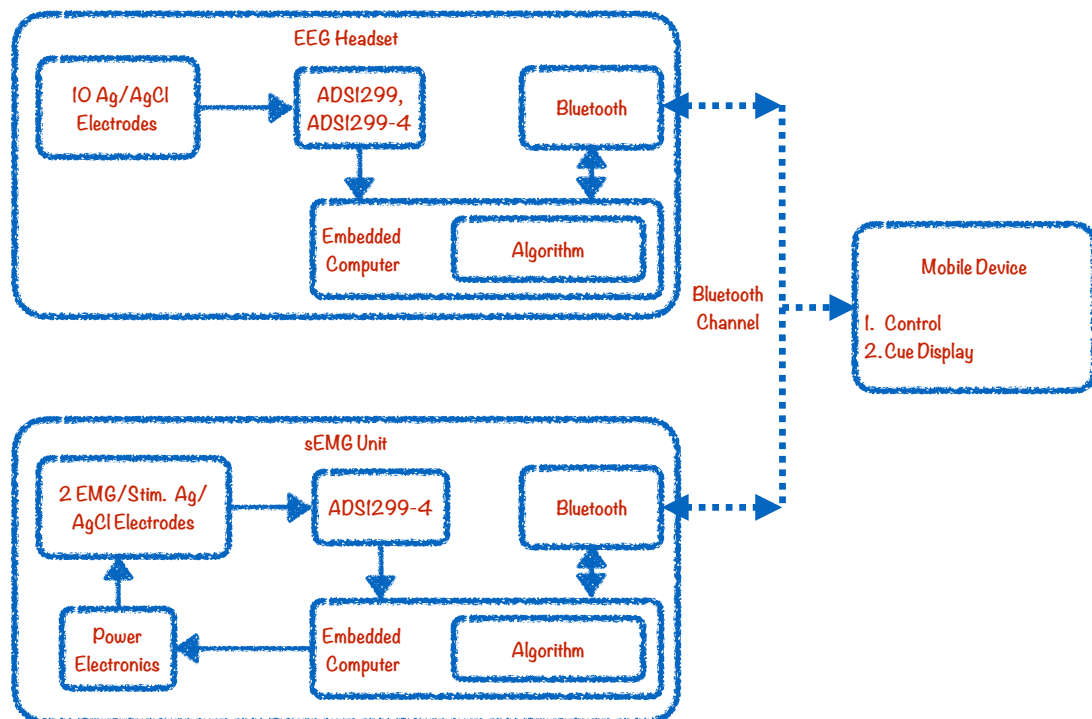 EEG Headset
10 Ag/AgCl
Electrodes
ADS1299,
ADS1299-4
Bluetooth
Embedded
Computer
Algorithm
Bluetooth
Channel
Mobile Device
1. Control
2. Cue Display
sEMG Unit
2 EMG/Stim. Ag/
AgCl Electrodes
ADS1299-4
Bluetooth
Power
Electronics
Embedded
Computer
Algorithm